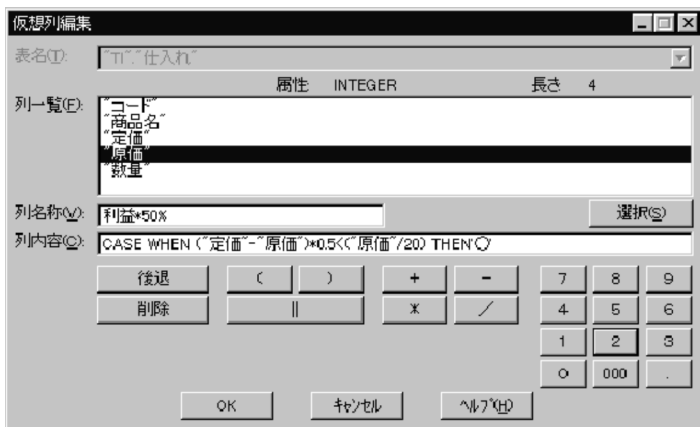 仮想列編集
表名(T): "TI"."仕入れ"
属性: INTEGER 長さ 4
列一覧(F): "コード"
"商品名"
"定価"
"原価"
"数量"
列名称(V): 利益*50% 選択(S)
列内容(C): CASE WHEN ("定価"-"原価")*0.5<("原価"/20) THEN'○'
後退 ( ) + - 7 8 9
削除 || * / 4 5 6
1 2 3
0 000 .
OK キャンセル ヘルプ(H)